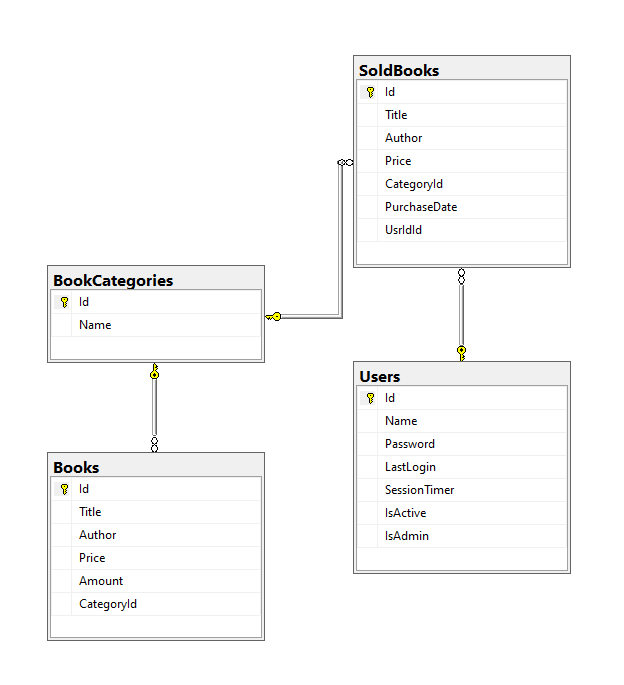 SoldBooks
Id
Title
Author
Price
CategoryId
PurchaseDate
UsrIdId
BookCategories
Id
Name
Users
Id
Name
Password
LastLogin
SessionTimer
IsActive
IsAdmin
Books
Id
Title
Author
Price
Amount
CategoryId